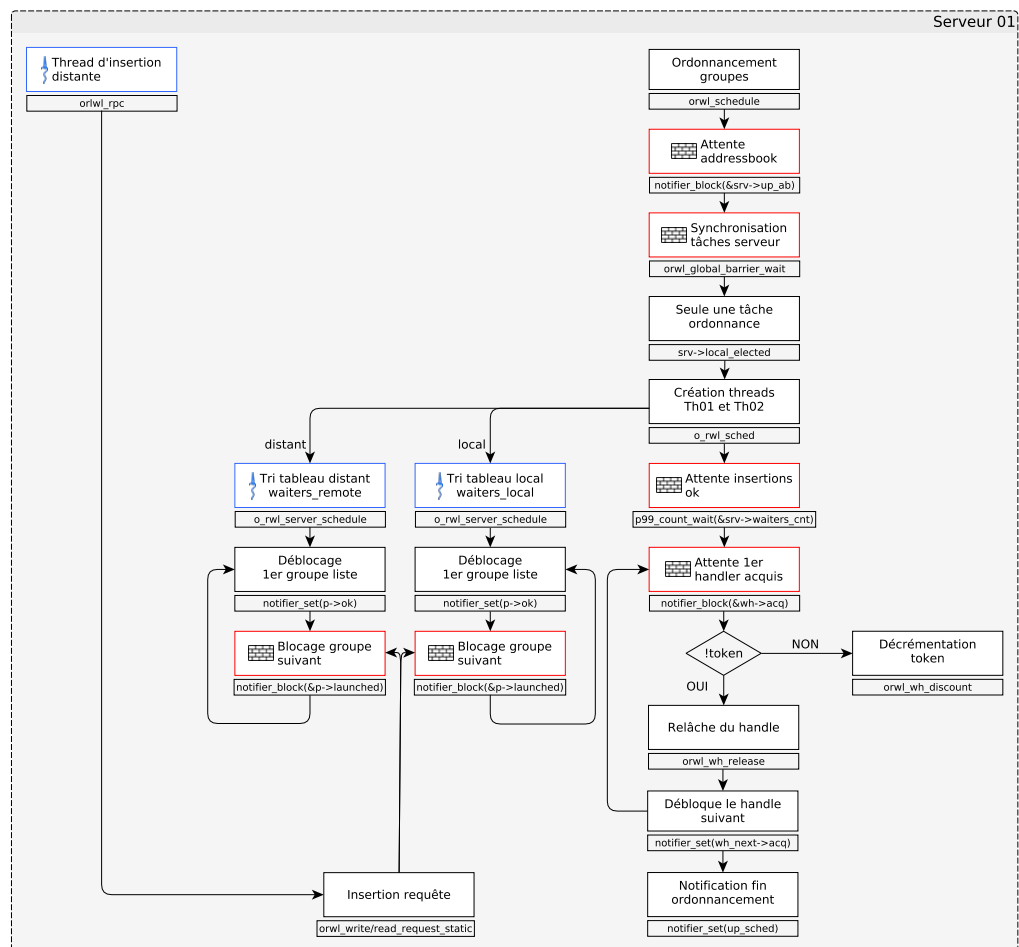 Serveur 01
Thread d'insertion
distante
orlwl_rpc
Ordonnancement
groupes
orwl_schedule
Attente
addressbook
notifier_block(&srv->up_ab)
Synchronisation
tâches serveur
orwl_global_barrier_wait
Seule une tâche
ordonnance
srv->local_elected
Création threads
Th01 et Th02
o_rwl_sched
distant
local
Tri tableau distant
waiters_remote
o_rwl_server_schedule
Tri tableau local
waiters_local
o_rwl_server_schedule
Attente insertions
ok
p99_count_wait(&srv->waiters_cnt)
Déblocage
1er groupe liste
notifier_set(p->ok)
Déblocage
1er groupe liste
notifier_set(p->ok)
Attente 1er
handler acquis
notifier_block(&wh->acq)
Blocage groupe
suivant
notifier_block(&p->launched)
Blocage groupe
suivant
notifier_block(&p->launched)
!token
NON
Décrémentation
token
orwl_wh_discount
OUI
Relâche du handle
orwl_wh_release
Débloque le handle
suivant
notifier_set(wh_next->acq)
Insertion requête
orwl_write/read_request_static
Notification fin
ordonnancement
notifier_set(up_sched)